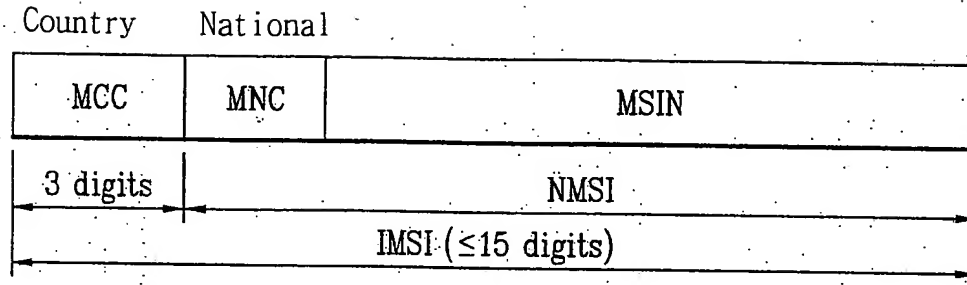 Country National
MCC MNC MSIN
3 digits NMSI
IMSI (≤15 digits)